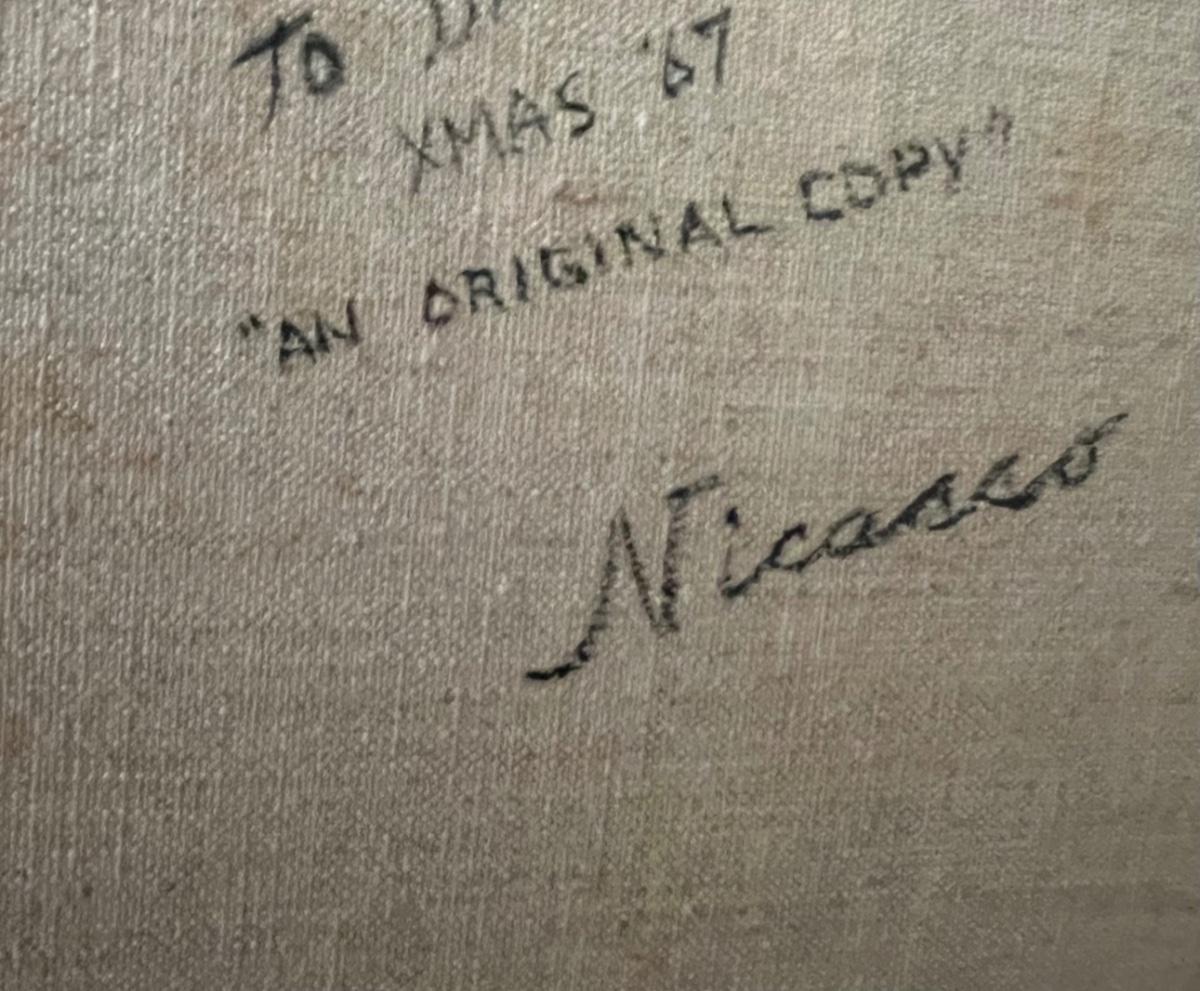 TO
XMAS '67
"AN ORIGINAL COPY"
Nicasso